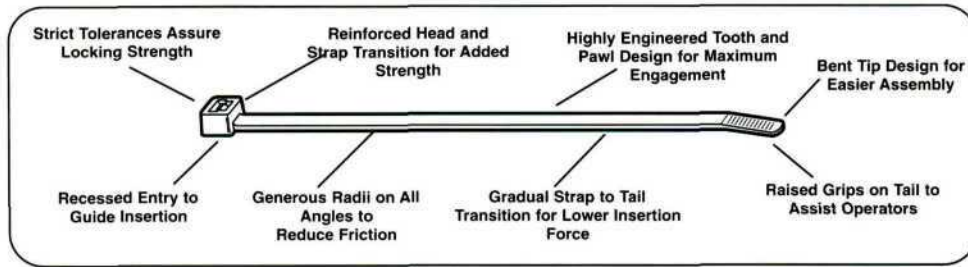 Strict Tolerances Assure
Locking Strength
Reinforced Head and
Strap Transition for Added
Strength
Highly Engineered Tooth and
Pawl Design for Maximum
Engagement
Bent Tip Design for
Easier Assembly
Recessed Entry to
Guide Insertion
Generous Radii on All
Angles to
Reduce Friction
Gradual Strap to Tail
Transition for Lower Insertion
Force
Raised Grips on Tail to
Assist Operators